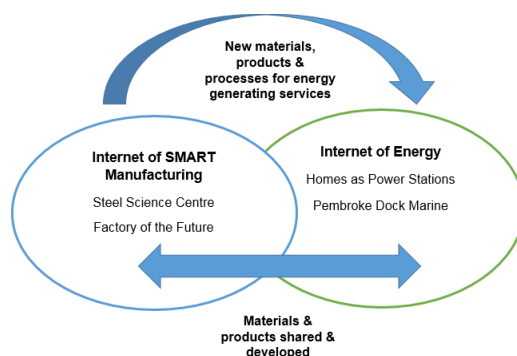 New materials,
products &
processes for energy
generating services
Internet of SMART
Manufacturing
Steel Science Centre
Factory of the Future
Internet of Energy
Homes as Power Stations
Pembroke Dock Marine
Materials &
products shared &
developed